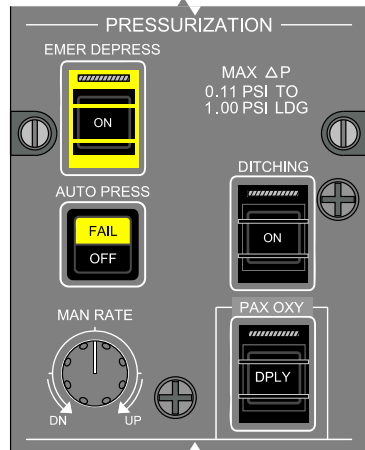 PRESSURIZATION
EMER DEPRESS
ON
MAX △P
0.11 PSI TO
1.00 PSI LDG
DITCHING
ON
AUTO PRESS
FAIL
OFF
MAN RATE
DN
UP
PAX OXY
DPLY